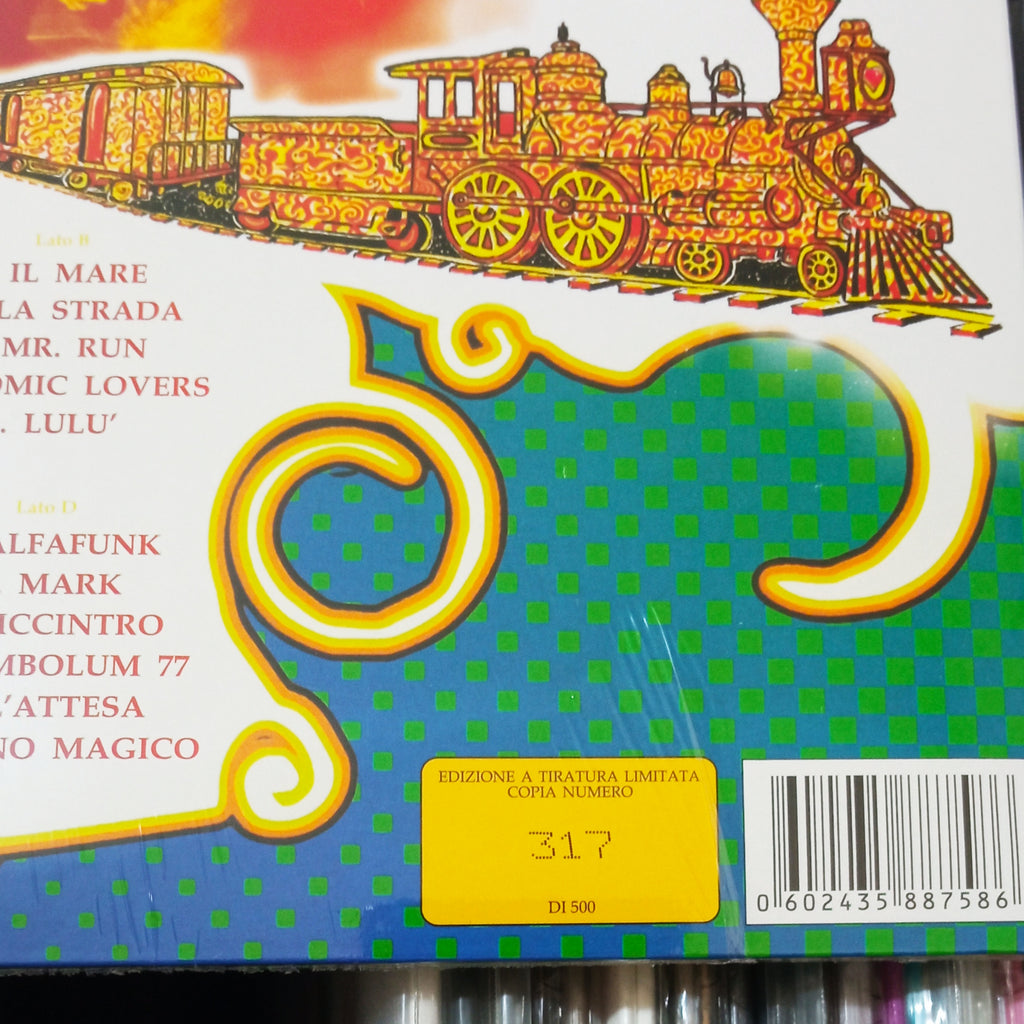 Lato B
IL MARE
LA STRADA
MR. RUN
OMIC LOVERS
. LULU’
Lato D
ALFAFUNK
MARK
ICCINTRO
MBOLUM 77
L’ATTESA
NO MAGICO
EDIZIONE A TIRATURA LIMITATA
COPIA NUMERO
317
DI 500
0 602435 887586